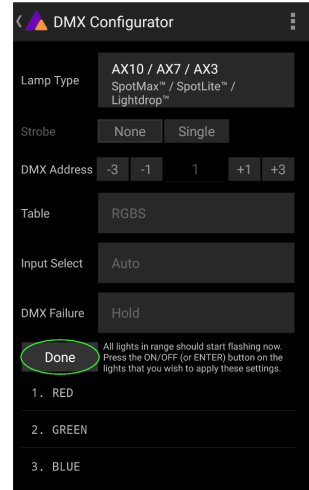 DMX Configurator
Lamp Type
AX10 / AX7 / AX3
SpotMax™ / SpotLite™ /
Lightdrop™
Strobe
None Single
DMX Address
-3 -1 1 +1 +3
Table
RGBS
Input Select
Auto
DMX Failure
Hold
Done
All lights in range should start flashing now.
Press the ON/OFF (or ENTER) button on the
lights that you wish to apply these settings.
1. RED
2. GREEN
3. BLUE